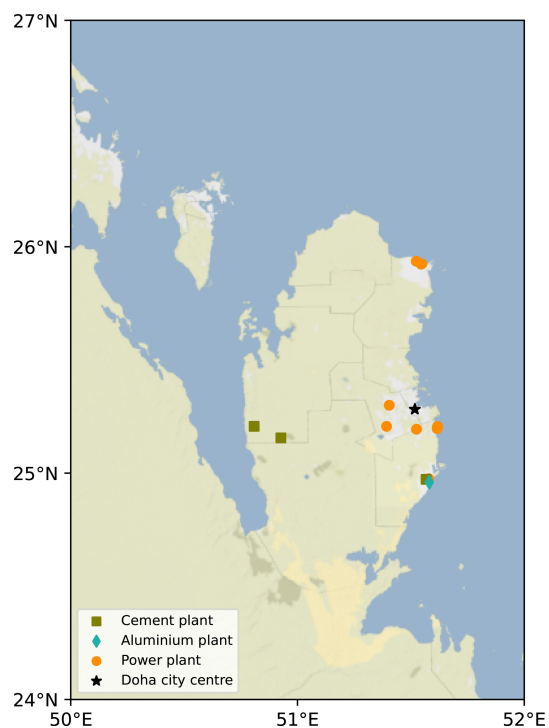 27°N
26°N
25°N
24°N
Cement plant
Aluminium plant
Power plant
Doha city centre
50°E
51°E
52°E